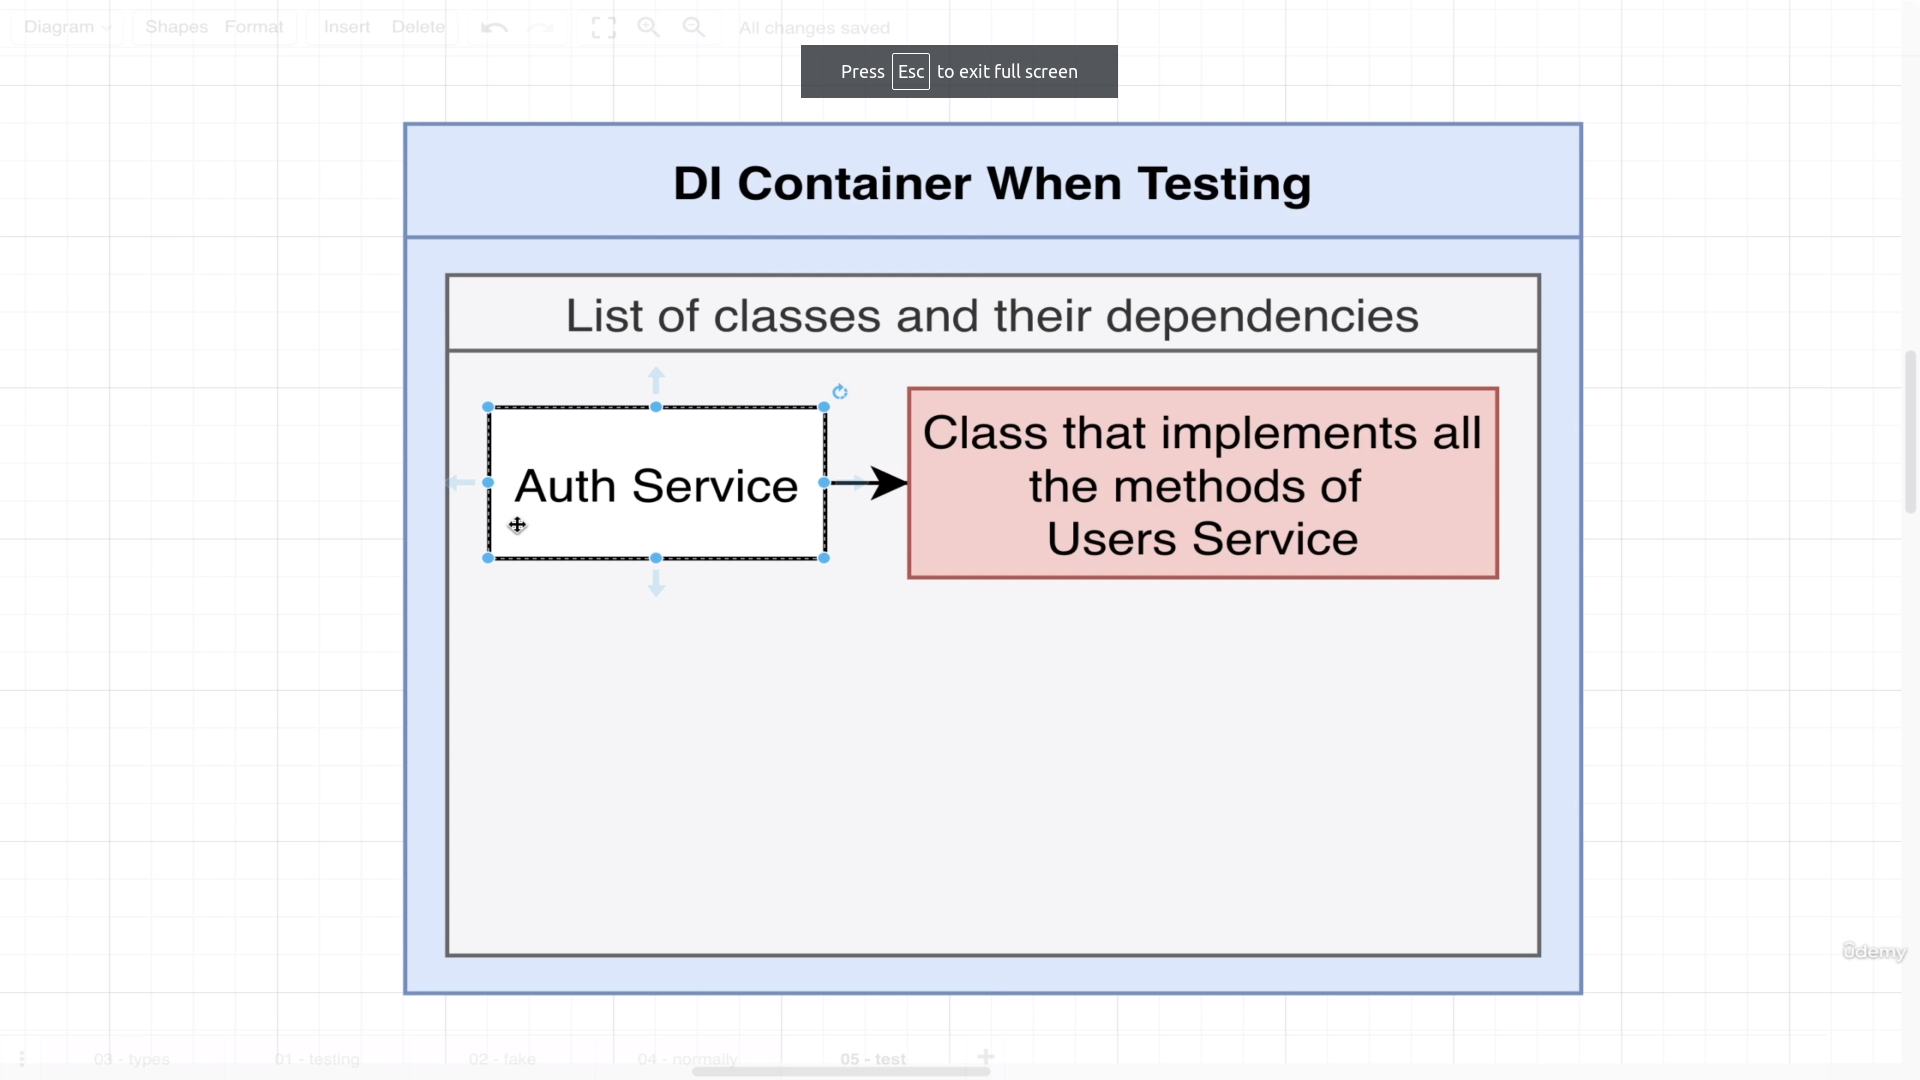 Diagram Shapes Format Insert Delete All changes saved
Press Esc to exit full screen
DI Container When Testing
List of classes and their dependencies
Auth Service
Class that implements all
the methods of
Users Service
ûdemy
03 - types 01 - testing 02 - fake 04 - normally 05 - test